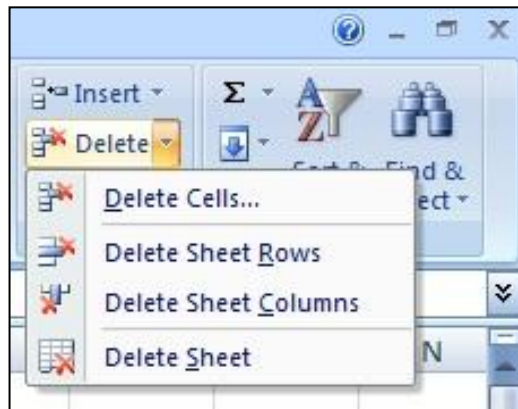 Insert
Σ
A
Z
Delete
Find &
Delete Cells...
Delete Sheet Rows
Delete Sheet Columns
Delete Sheet
N